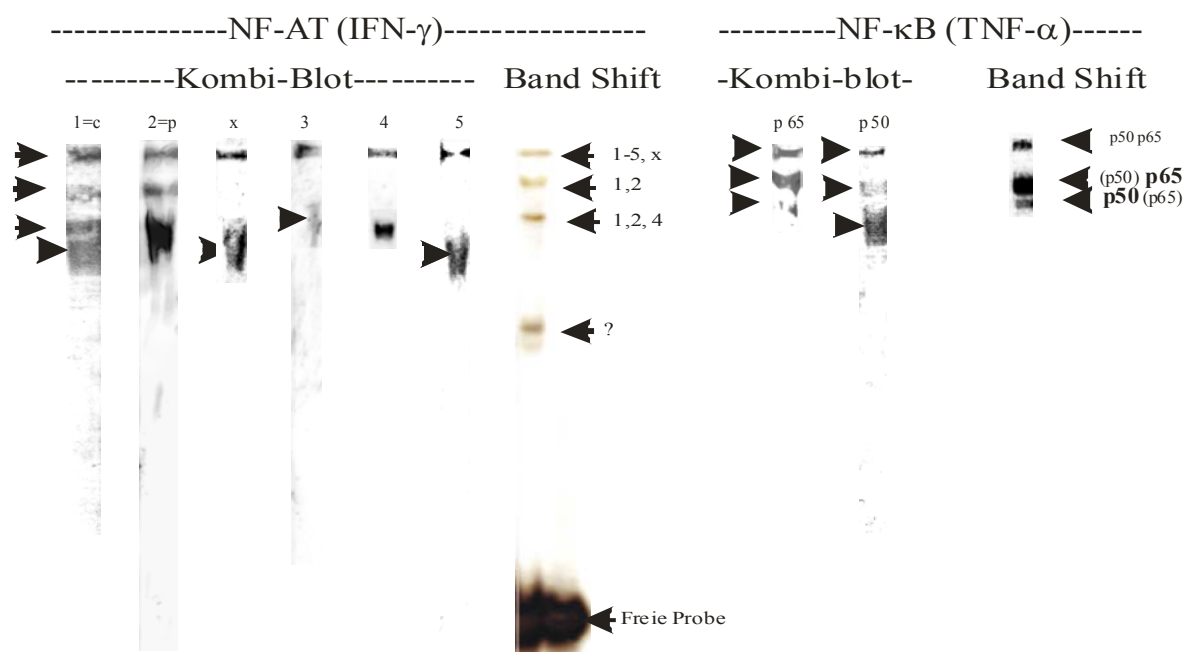 ---------------NF-AT (IFN-γ)---------------- ----------NF-κB (TNF-α)------
-----------Kombi-Blot----------- Band Shift -Kombi-blot- Band Shift
1=c 2=p x 3 4 5 p 65 p 50
p50 p65
1-5, x
(p50) p65
1,2
p50 (p65)
1,2, 4
?
Freie Probe